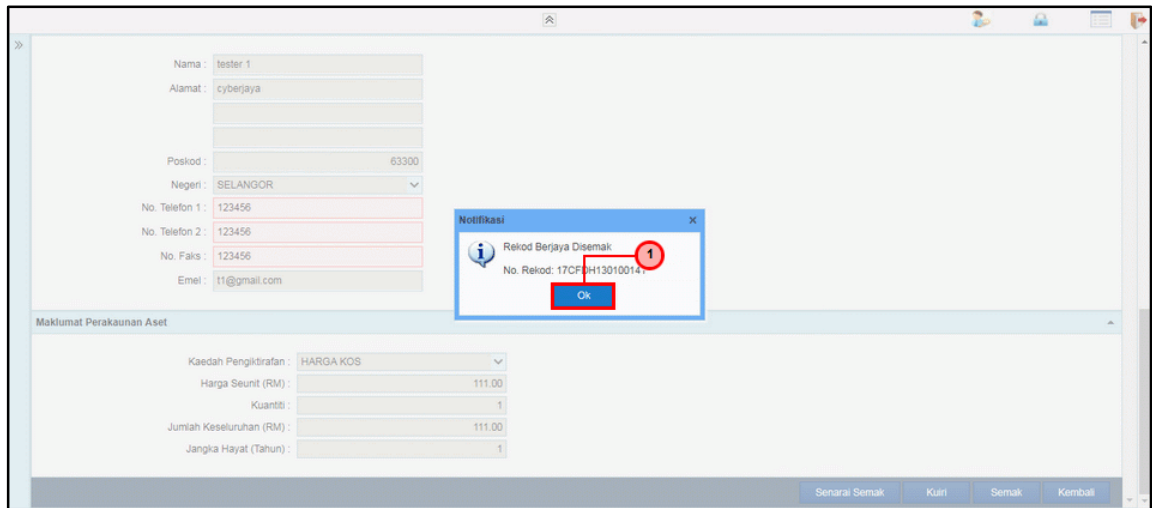 Nama : tester 1
Alamat : cyberjaya
Poskod : 63300
Negeri : SELANGOR
No. Telefon 1 : 123456
No. Telefon 2 : 123456
No. Faks : 123456
Emel : t1@gmail.com
Notifikasi x
Rekod Berjaya Disemak
1
No. Rekod: 17CFDH130100141
Ok
Maklumat Perakaunan Aset
Kaedah Pengiktirafan : HARGA KOS
Harga Seunit (RM) : 111.00
Kuantiti : 1
Jumlah Keseluruhan (RM) : 111.00
Jangka Hayat (Tahun) : 1
Senarai Semak Kuiri Semak Kembali